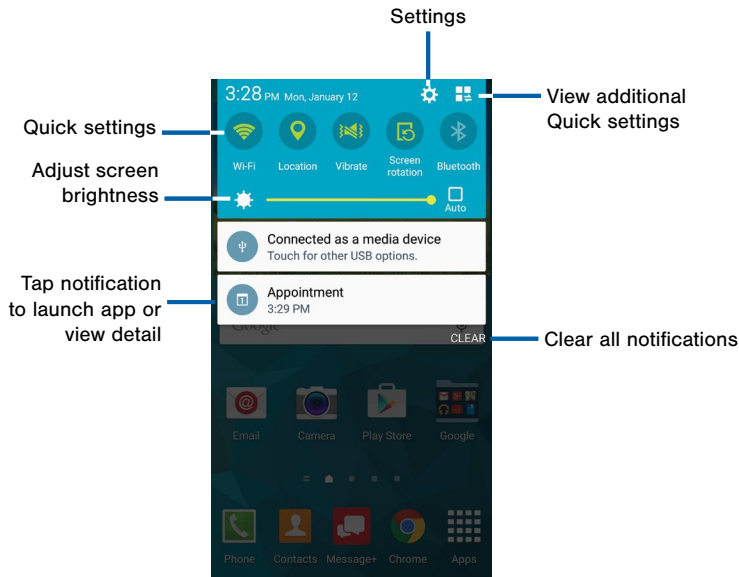 Settings
3:28 PM Mon, January 12
View additional
Quick settings
Quick settings
Wi-Fi Location Vibrate Screen rotation Bluetooth
Adjust screen
brightness
Auto
Connected as a media device
Touch for other USB options.
Tap notification
to launch app or
view detail
1
Appointment
3:29 PM
Google
CLEAR
Clear all notifications
@
Email Camera Play Store Google
Phone Contacts Message+ Chrome Apps